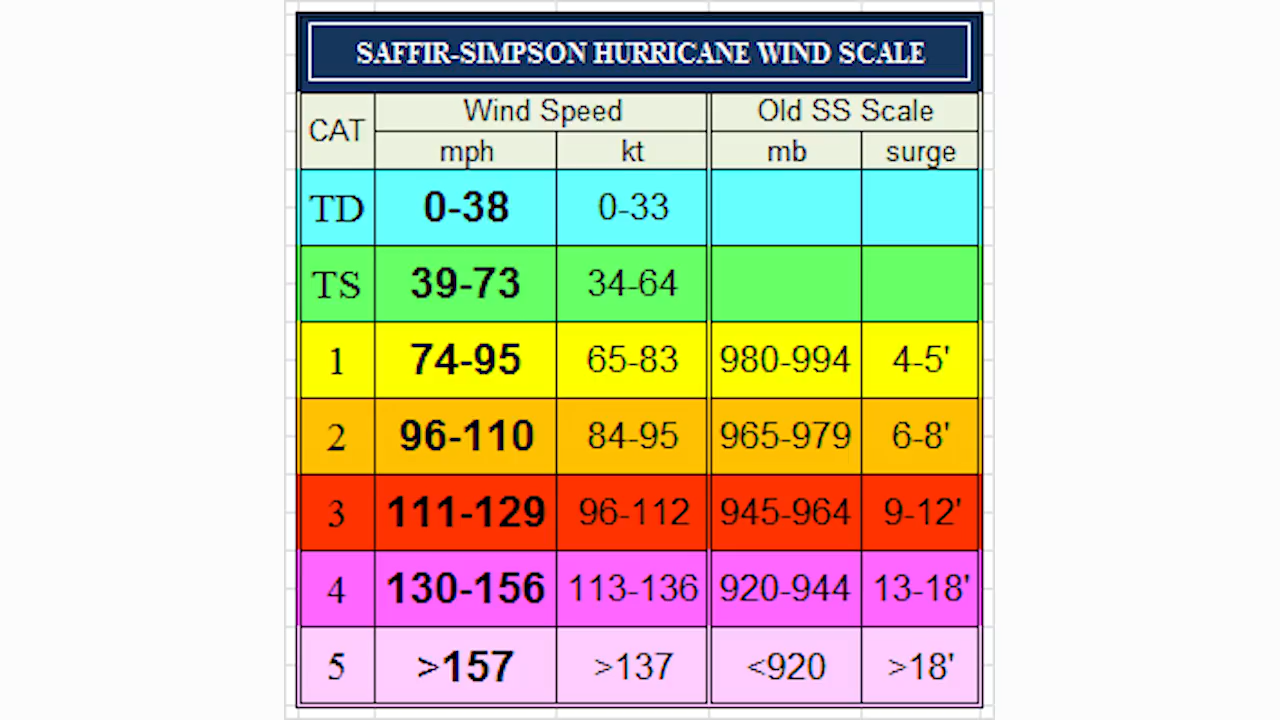 SAFFIR-SIMPSON HURRICANE WIND SCALE
CAT Wind Speed Old SS Scale
mph kt mb surge
TD 0-38 0-33
TS 39-73 34-64
1 74-95 65-83 980-994 4-5'
2 96-110 84-95 965-979 6-8'
3 111-129 96-112 945-964 9-12'
4 130-156 113-136 920-944 13-18'
5 >157 >137 <920 >18'